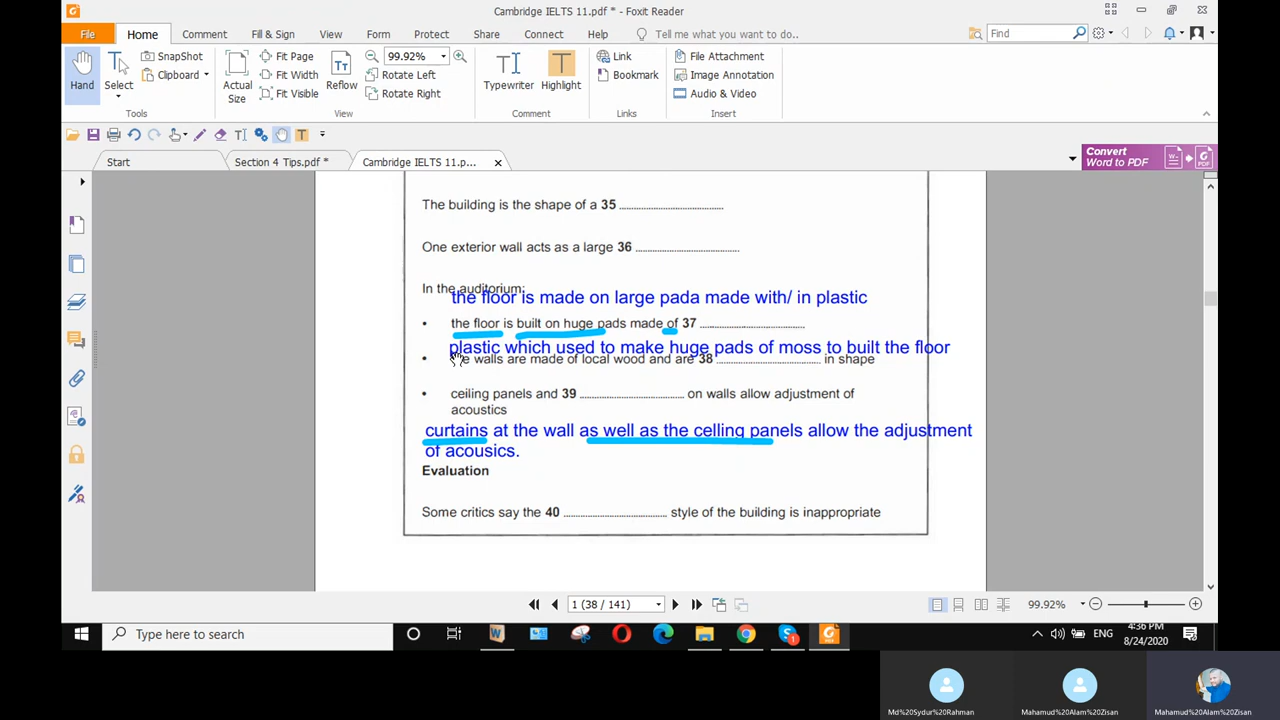 Cambridge IELTS 11.pdf * - Foxit Reader
File Home Comment Fill & Sign View Form Protect Share Connect Help Tell me what you want to do.. Find
Hand Select SnapShot Clipboard Actual Size Fit Page Fit Width Fit Visible Reflow 99.92% Rotate Left Rotate Right Typewriter Highlight Link Bookmark File Attachment Image Annotation Audio & Video
Tools View Comment Links Insert
Start Section 4 Tips.pdf * Cambridge IELTS 11.p... Convert Word to PDF
The building is the shape of a 35
One exterior wall acts as a large 36
In the auditorium:
the floor is made on large pada made with/ in plastic
• the floor is built on huge pads made of 37
plastic which used to make huge pads of moss to built the floor
• walls are made of local wood and are 38 in shape
• ceiling panels and 39 on walls allow adjustment of
acoustics
curtains at the wall as well as the celling panels allow the adjustment
of acousics.
Evaluation
Some critics say the 40 style of the building is inappropriate
1 (38 / 141) 99.92%
Type here to search ENG 4:36 PM
8/24/2020
Md%20Sydur%20Rahman Mahamud%20Alam%20Zisan Mahamud%20Alam%20Zisan